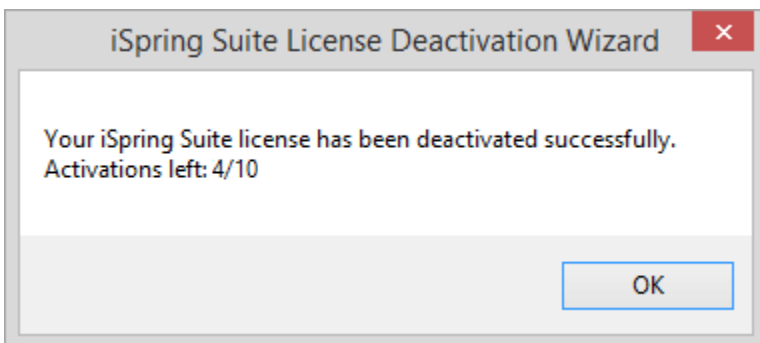 iSpring Suite License Deactivation Wizard
Your iSpring Suite license has been deactivated successfully.
Activations left: 4/10
OK